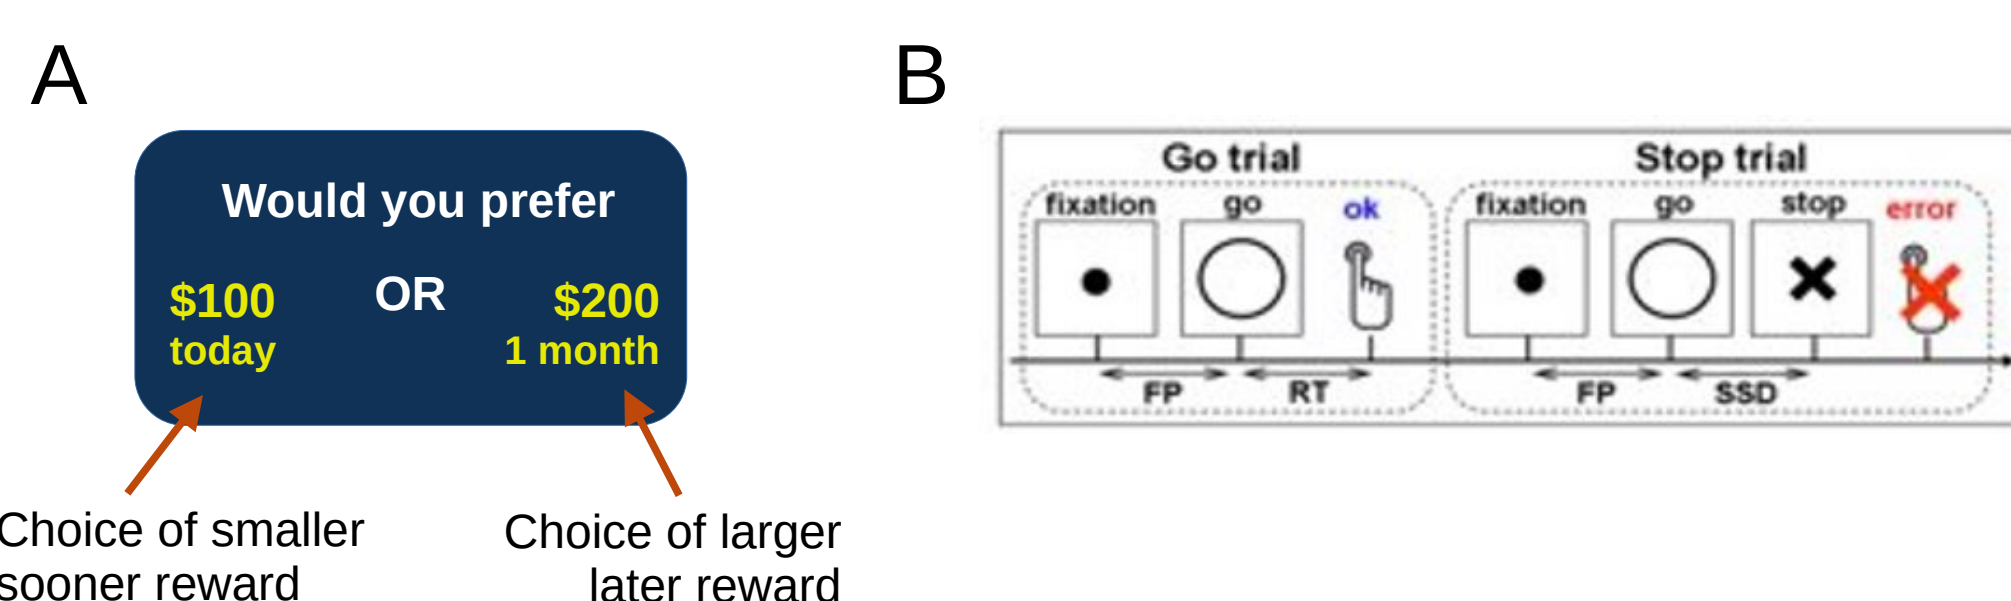 A
Would you prefer
$100 OR $200
today 1 month
Choice of smaller
sooner reward
Choice of larger
later reward
B
Go trial
fixation go ok
FP RT
Stop trial
fixation go stop error
FP SSD